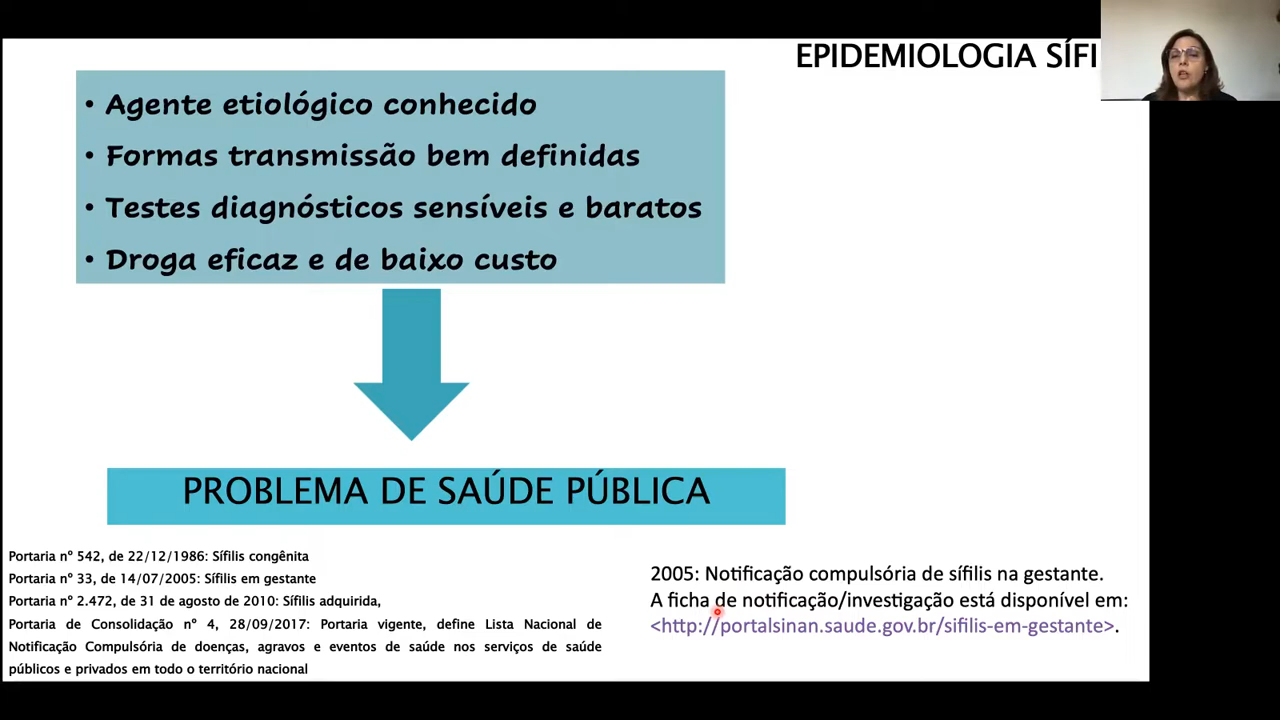 EPIDEMIOLOGIA SÍFI
• Agente etiológico conhecido
• Formas transmissão bem definidas
• Testes diagnósticos sensíveis e baratos
• Droga eficaz e de baixo custo
PROBLEMA DE SAÚDE PÚBLICA
Portaria nº 542, de 22/12/1986: Sífilis congênita
Portaria nº 33, de 14/07/2005: Sífilis em gestante
Portaria nº 2.472, de 31 de agosto de 2010: Sífilis adquirida,
Portaria de Consolidação nº 4, 28/09/2017: Portaria vigente, define Lista Nacional de
Notificação Compulsória de doenças, agravos e eventos de saúde nos serviços de saúde
públicos e privados em todo o território nacional
2005: Notificação compulsória de sífilis na gestante.
A ficha de notificação/investigação está disponível em:
<http://portalsinan.saude.gov.br/sifilis-em-gestante>.